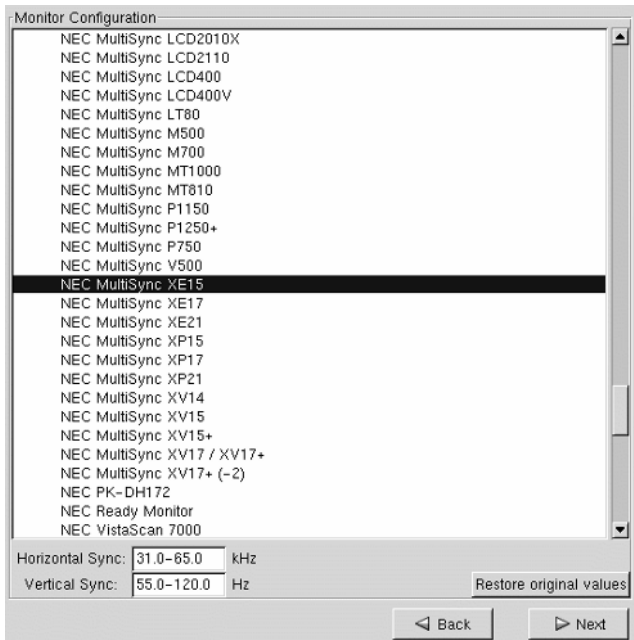 Monitor Configuration
NEC MultiSync LCD2010X
NEC MultiSync LCD2110
NEC MultiSync LCD400
NEC MultiSync LCD400V
NEC MultiSync LT80
NEC MultiSync M500
NEC MultiSync M700
NEC MultiSync MT1000
NEC MultiSync MT810
NEC MultiSync P1150
NEC MultiSync P1250+
NEC MultiSync P750
NEC MultiSync V500
NEC MultiSync XE15
NEC MultiSync XE17
NEC MultiSync XE21
NEC MultiSync XP15
NEC MultiSync XP17
NEC MultiSync XP21
NEC MultiSync XV14
NEC MultiSync XV15
NEC MultiSync XV15+
NEC MultiSync XV17 / XV17+
NEC MultiSync XV17+ (-2)
NEC PK-DH172
NEC Ready Monitor
NEC VistaScan 7000
Horizontal Sync: 31.0-65.0 kHz
Vertical Sync: 55.0-120.0 Hz Restore original values
Back Next